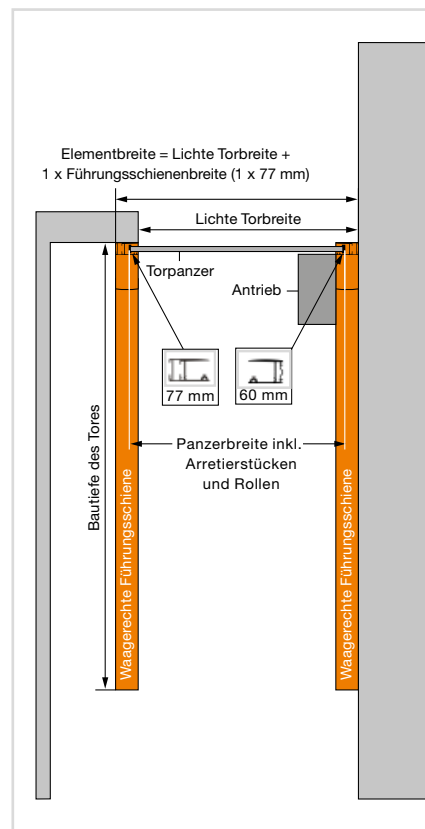 Elementbreite = Lichte Torbreite +
1 x Führungsschienenbreite (1 x 77 mm)
Lichte Torbreite
Torpanzer
Antrieb
77 mm
60 mm
Panzerbreite inkl.
Arretierstücken
und Rollen
Bautiefe des Tores
Waagerechte Führungsschiene
Waagerechte Führungsschiene